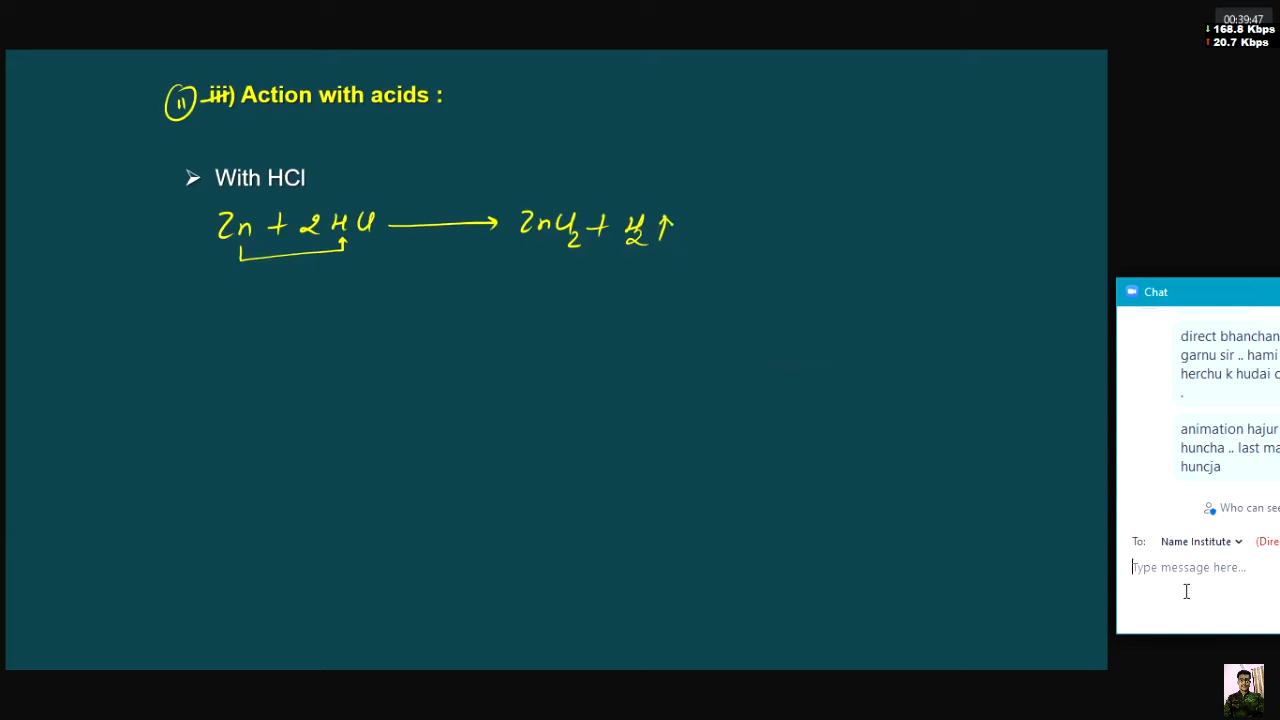 00:39:47
↓ 168.8 Kbps
↑ 20.7 Kbps
ii iii) Action with acids :
➢ With HCl
Zn + 2HCl ⟶ ZnCl₂ + H₂ ↑
Chat
direct bhanchan
garnu sir .. hami
herchu k hudai c
.
animation hajur
huncha .. last ma
huncja
Who can see
To: Name Institute (Dire
Type message here...